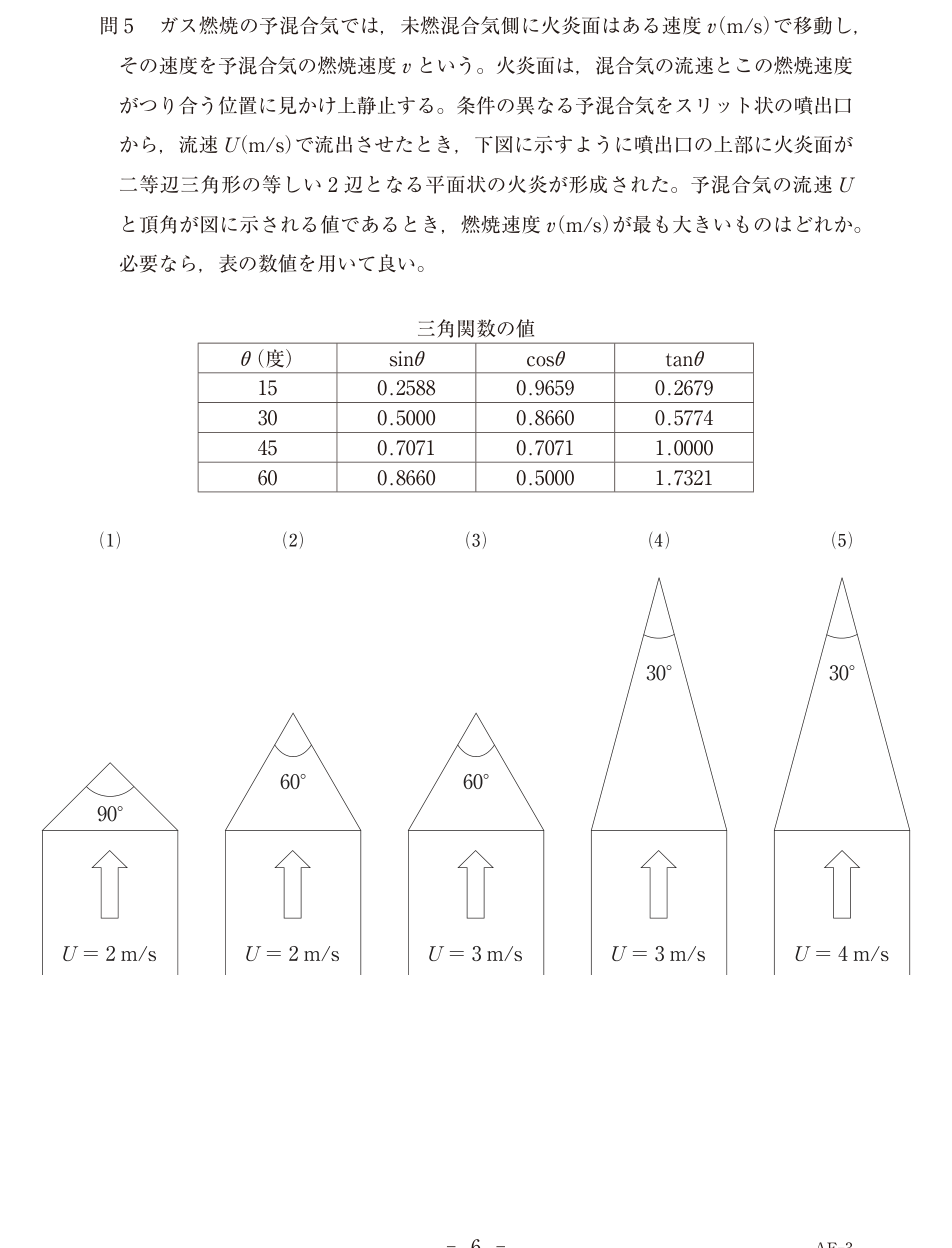 問5　ガス燃焼の予混合気では，未燃混合気側に火炎面はある速度 v(m/s)で移動し，
その速度を予混合気の燃焼速度 v という。火炎面は，混合気の流速とこの燃焼速度
がつり合う位置に見かけ上静止する。条件の異なる予混合気をスリット状の噴出口
から，流速 U(m/s)で流出させたとき，下図に示すように噴出口の上部に火炎面が
二等辺三角形の等しい2辺となる平面状の火炎が形成された。予混合気の流速 U
と頂角が図に示される値であるとき，燃焼速度 v(m/s)が最も大きいものはどれか。
必要なら，表の数値を用いて良い。
三角関数の値
θ（度） sinθ cosθ tanθ
15 0.2588 0.9659 0.2679
30 0.5000 0.8660 0.5774
45 0.7071 0.7071 1.0000
60 0.8660 0.5000 1.7321
(1) (2) (3) (4) (5)
90° 60° 60° 30° 30°
U = 2 m/s U = 2 m/s U = 3 m/s U = 3 m/s U = 4 m/s
- 6 -